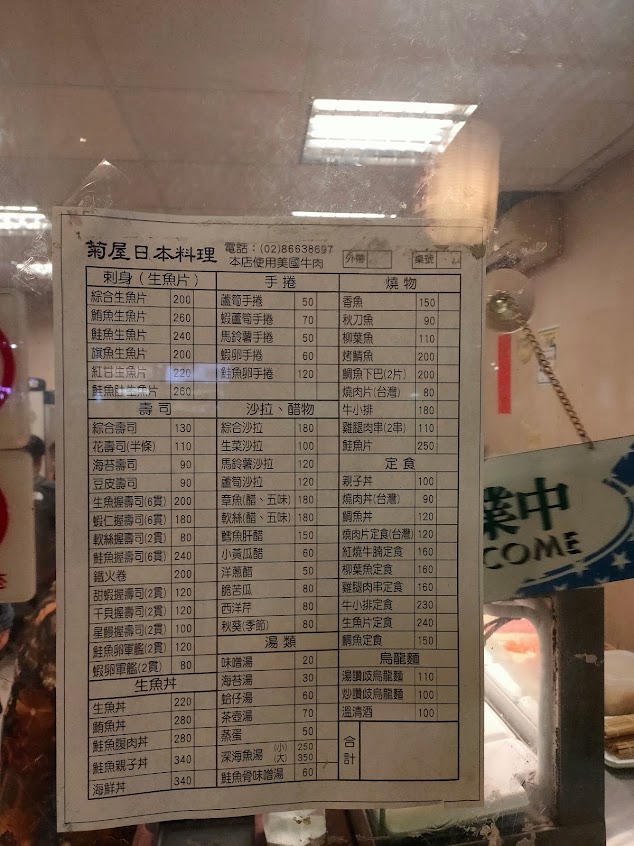 菊屋日本料理
電話：(02)86638697
本店使用美國牛肉
外帶
桌號
刺身（生魚片）
綜合生魚片 200
鮪魚生魚片 260
鮭魚生魚片 240
旗魚生魚片 200
紅甘生魚片 220
鮭魚肚生魚片 260
壽司
綜合壽司 130
花壽司(半條) 110
海苔壽司 90
豆皮壽司 90
生魚握壽司(6貫) 200
蝦仁握壽司(6貫) 180
軟絲握壽司(2貫) 80
鮭魚握壽司(6貫) 240
鐵火卷 200
甜蝦握壽司(2貫) 120
干貝握壽司(2貫) 120
星鰻握壽司(2貫) 100
鮭魚卵軍艦(2貫) 120
蝦卵軍艦(2貫) 80
生魚丼
生魚丼 220
鮪魚丼 280
鮭魚腹肉丼 280
鮭魚親子丼 340
海鮮丼 340
手捲
蘆筍手捲 50
蝦蘆筍手捲 70
馬鈴薯手捲 50
蝦卵手捲 60
鮭魚卵手捲 120
沙拉、醋物
綜合沙拉 180
生菜沙拉 100
馬鈴薯沙拉 120
蘆筍沙拉 120
章魚(醋、五味) 180
軟絲(醋、五味) 180
鱈魚肝醋 150
小黃瓜醋 60
洋蔥醋 50
脆苦瓜 80
西洋芹 80
秋葵(季節) 80
湯類
味噌湯 20
海苔湯 30
蛤仔湯 60
茶壺湯 70
蒸蛋 50
深海魚湯 (小) 250
(大) 350
鮭魚骨味噌湯 60
燒物
香魚 150
秋刀魚 90
柳葉魚 110
烤鯖魚 200
鯛魚下巴(2片) 200
燒肉片(台灣) 80
牛小排 180
雞腿肉串(2串) 110
鮭魚片 250
定食
親子丼 100
燒肉丼(台灣) 90
鯛魚丼 120
燒肉片定食(台灣) 120
紅燒牛腩定食 160
柳葉魚定食 160
雞腿肉串定食 160
牛小排定食 230
生魚片定食 240
鯛魚定食 150
烏龍麵
湯讚歧烏龍麵 110
炒讚歧烏龍麵 100
溫清酒 100
合計
業中
COME